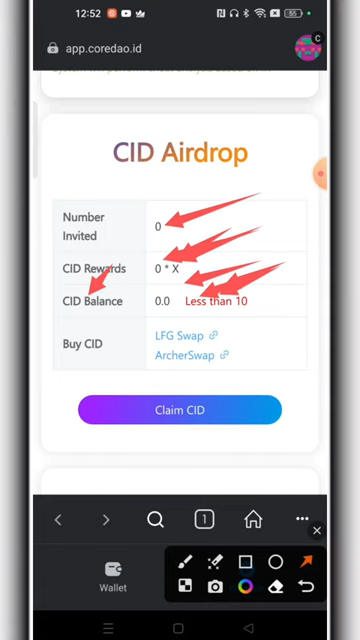 12:52
55
app.coredao.id
C
CID Airdrop
Number
Invited
0
CID Rewards
0 * X
CID Balance
0.0
Less than 10
Buy CID
LFG Swap
ArcherSwap
Claim CID
1
Wallet